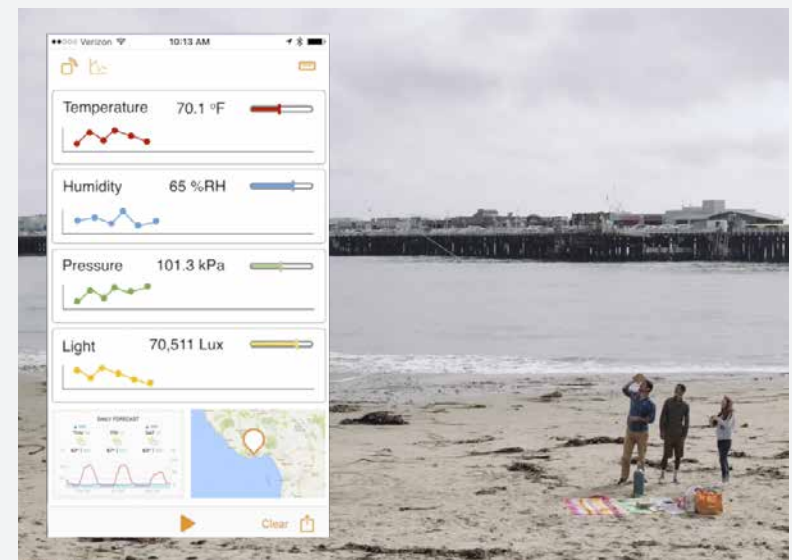 Verizon 10:13 AM
Temperature 70.1 °F
Humidity 65 %RH
Pressure 101.3 kPa
Light 70,511 Lux
DAILY FORECAST
Clear